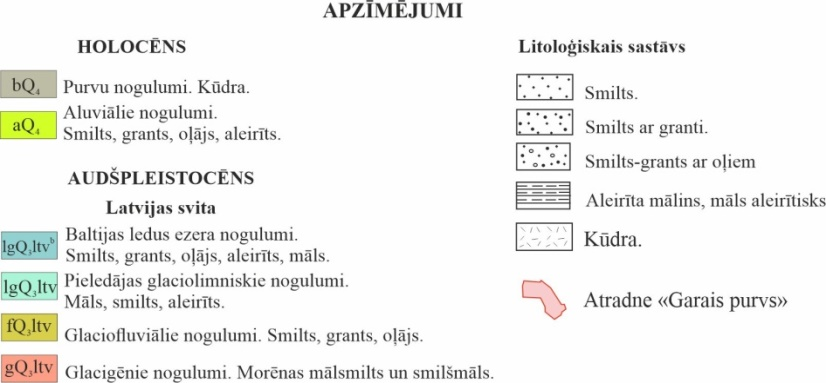 APZĪMĒJUMI
HOLOCĒNS
bQ₄ Purvu nogulumi. Kūdra.
aQ₄ Aluviālie nogulumi.
Smilts, grants, oļājs, aleirīts.
AUDŠPLEISTOCĒNS
Latvijas svita
lgQ₃ltvᵇ Baltijas ledus ezera nogulumi.
Smilts, grants, oļājs, aleirīts, māls.
lgQ₃ltv Pieledājas glaciolimniskie nogulumi.
Māls, smilts, aleirīts.
fQ₃ltv Glaciofluviālie nogulumi. Smilts, grants, oļājs.
gQ₃ltv Glacigēnie nogulumi. Morēnas mālsmilts un smilšmāls.
Litoloģiskais sastāvs
Smilts.
Smilts ar granti.
Smilts-grants ar oļiem
Aleirīta mālins, māls aleirītisks
Kūdra.
Atradne «Garais purvs»